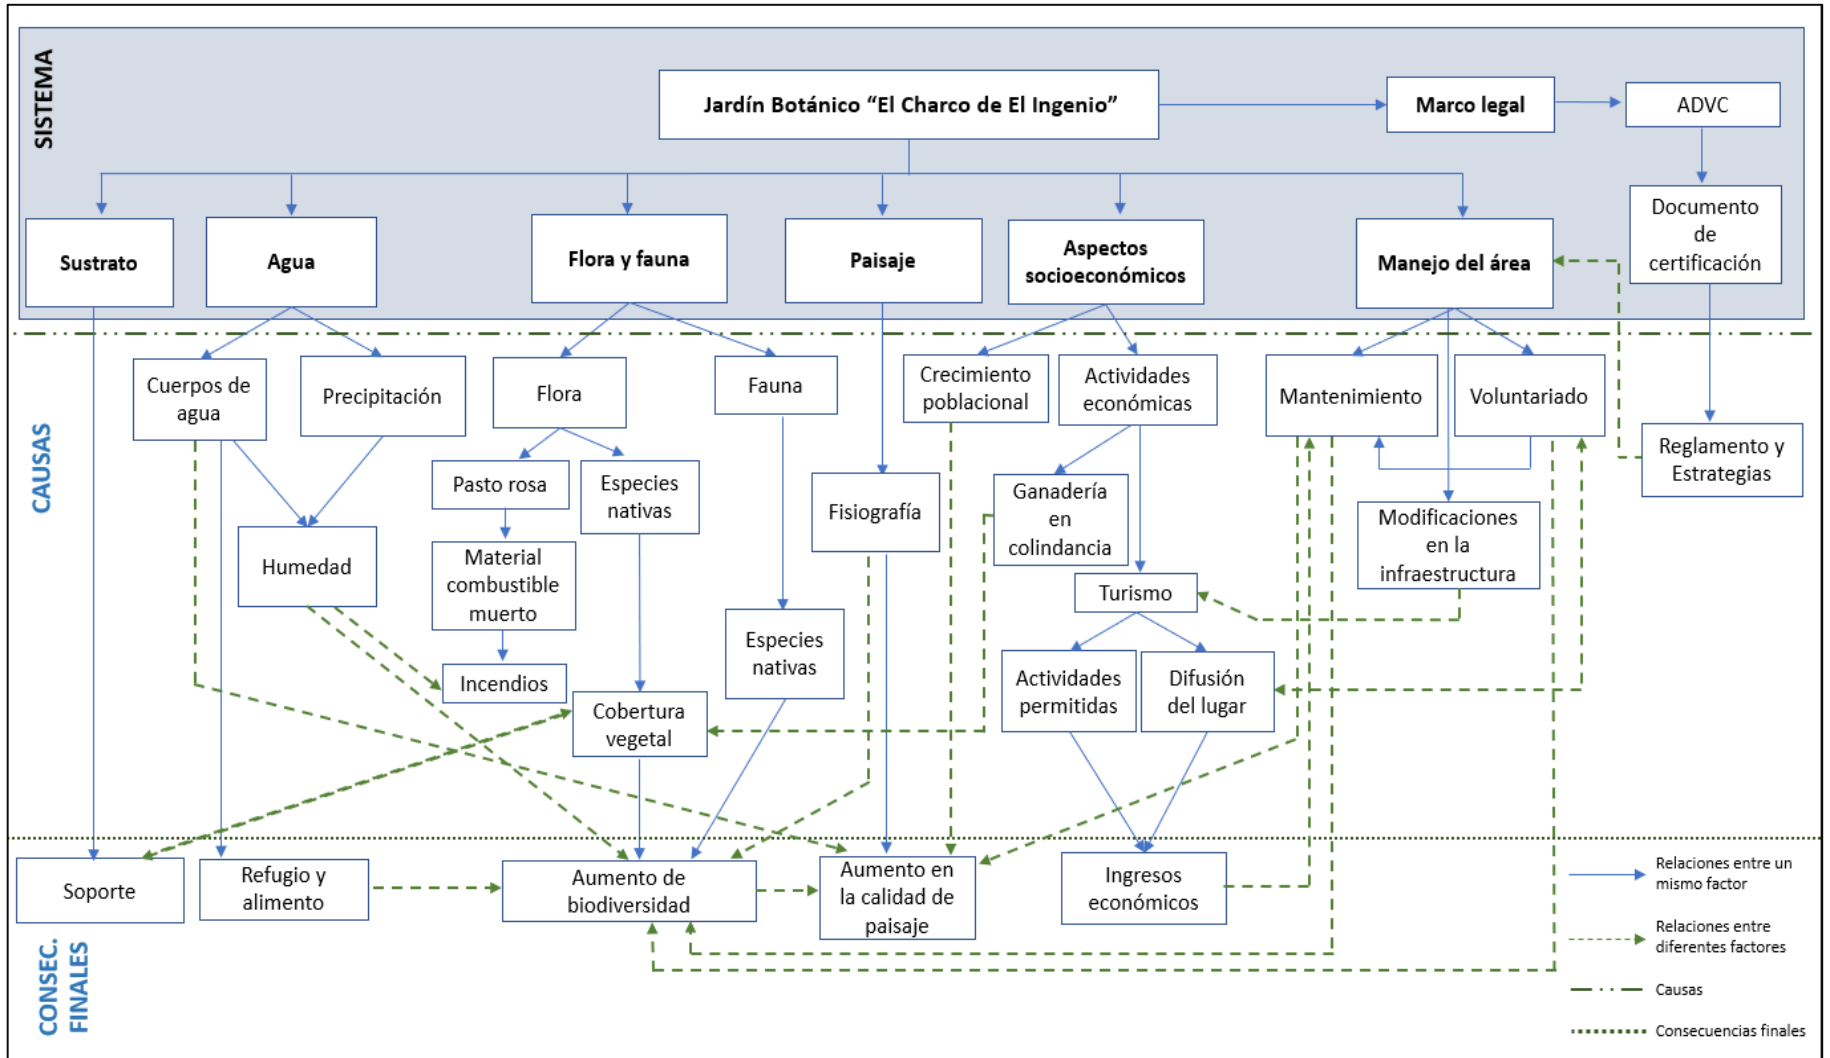 SISTEMA
Jardín Botánico “El Charco de El Ingenio”
Marco legal
ADVC
Sustrato
Agua
Flora y fauna
Paisaje
Aspectos
socioeconómicos
Manejo del área
Documento
de
certificación
CAUSAS
Cuerpos de
agua
Precipitación
Flora
Fauna
Crecimiento
poblacional
Actividades
económicas
Mantenimiento
Voluntariado
Reglamento y
Estrategias
Pasto rosa
Especies
nativas
Fisiografía
Ganadería
en
colindancia
Modificaciones
en la
infraestructura
Humedad
Material
combustible
muerto
Turismo
Especies
nativas
Incendios
Actividades
permitidas
Difusión
del lugar
Cobertura
vegetal
CONSEC.
FINALES
Soporte
Refugio y
alimento
Aumento de
biodiversidad
Aumento en
la calidad de
paisaje
Ingresos
económicos
Relaciones entre un
mismo factor
Relaciones entre
diferentes factores
Causas
Consecuencias finales